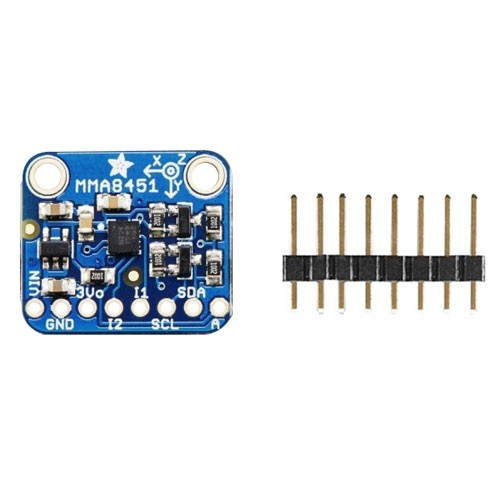 X Z
MMA8451 Y
VIN 3Vo I1 SDA
GND I2 SCL A